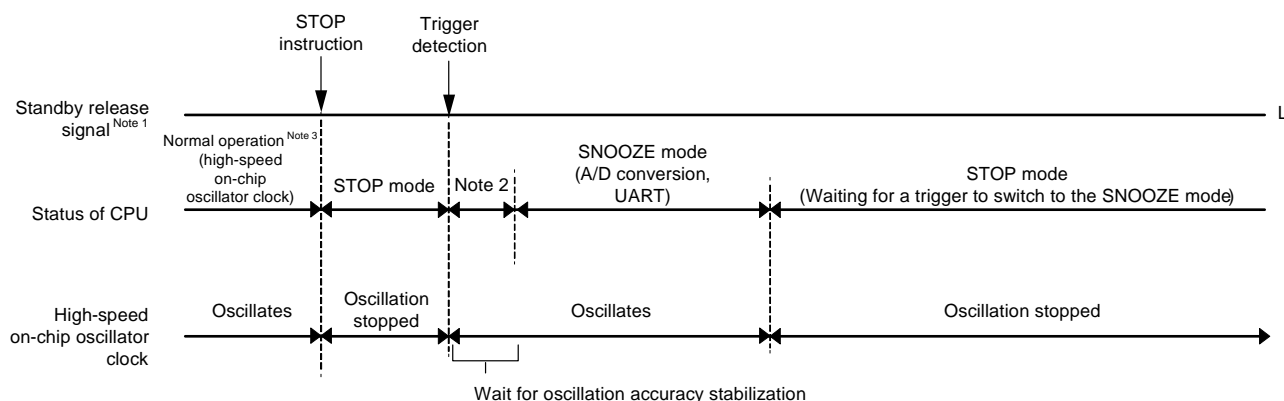 STOP
instruction
Trigger
detection
Standby release
signal Note 1
L
Normal operation Note 3
(high-speed
on-chip
oscillator clock)
STOP mode
Note 2
SNOOZE mode
(A/D conversion,
UART)
STOP mode
(Waiting for a trigger to switch to the SNOOZE mode)
Status of CPU
High-speed
on-chip oscillator
clock
Oscillates
Oscillation
stopped
Oscillates
Oscillation stopped
Wait for oscillation accuracy stabilization